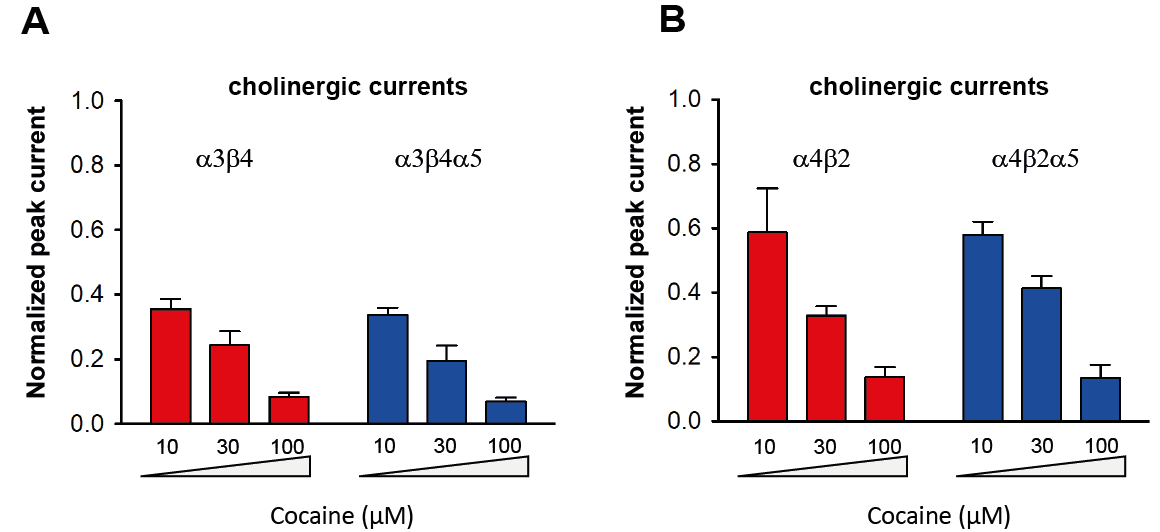 A
cholinergic currents
Normalized peak current
1.0
0.8
0.6
0.4
0.2
0.0
α3β4
α3β4α5
10 30 100 10 30 100
Cocaine (μM)
B
cholinergic currents
Normalized peak current
1.0
0.8
0.6
0.4
0.2
0.0
α4β2
α4β2α5
10 30 100 10 30 100
Cocaine (μM)